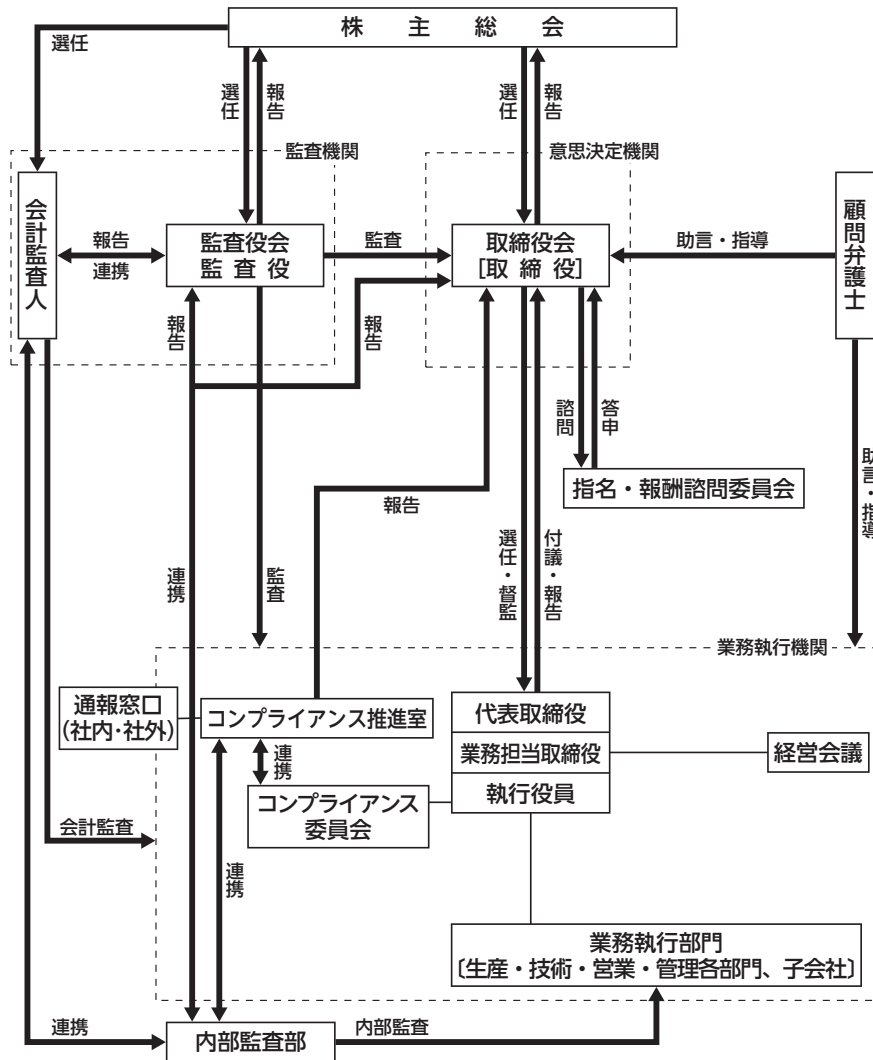 株主総会
選任
選任
報告
選任
報告
監査機関
意思決定機関
会計監査人
報告
連携
監査役会
監査役
監査
取締役会
[取締役]
助言・指導
顧問弁護士
報告
報告
諮問
答申
助言・指導
指名・報酬諮問委員会
報告
連携
監査
選任・督監
付議・報告
業務執行機関
通報窓口
(社内・社外)
コンプライアンス推進室
代表取締役
業務担当取締役
執行役員
経営会議
連携
コンプライアンス
委員会
会計監査
連携
業務執行部門
〔生産・技術・営業・管理各部門、子会社〕
連携
内部監査部
内部監査